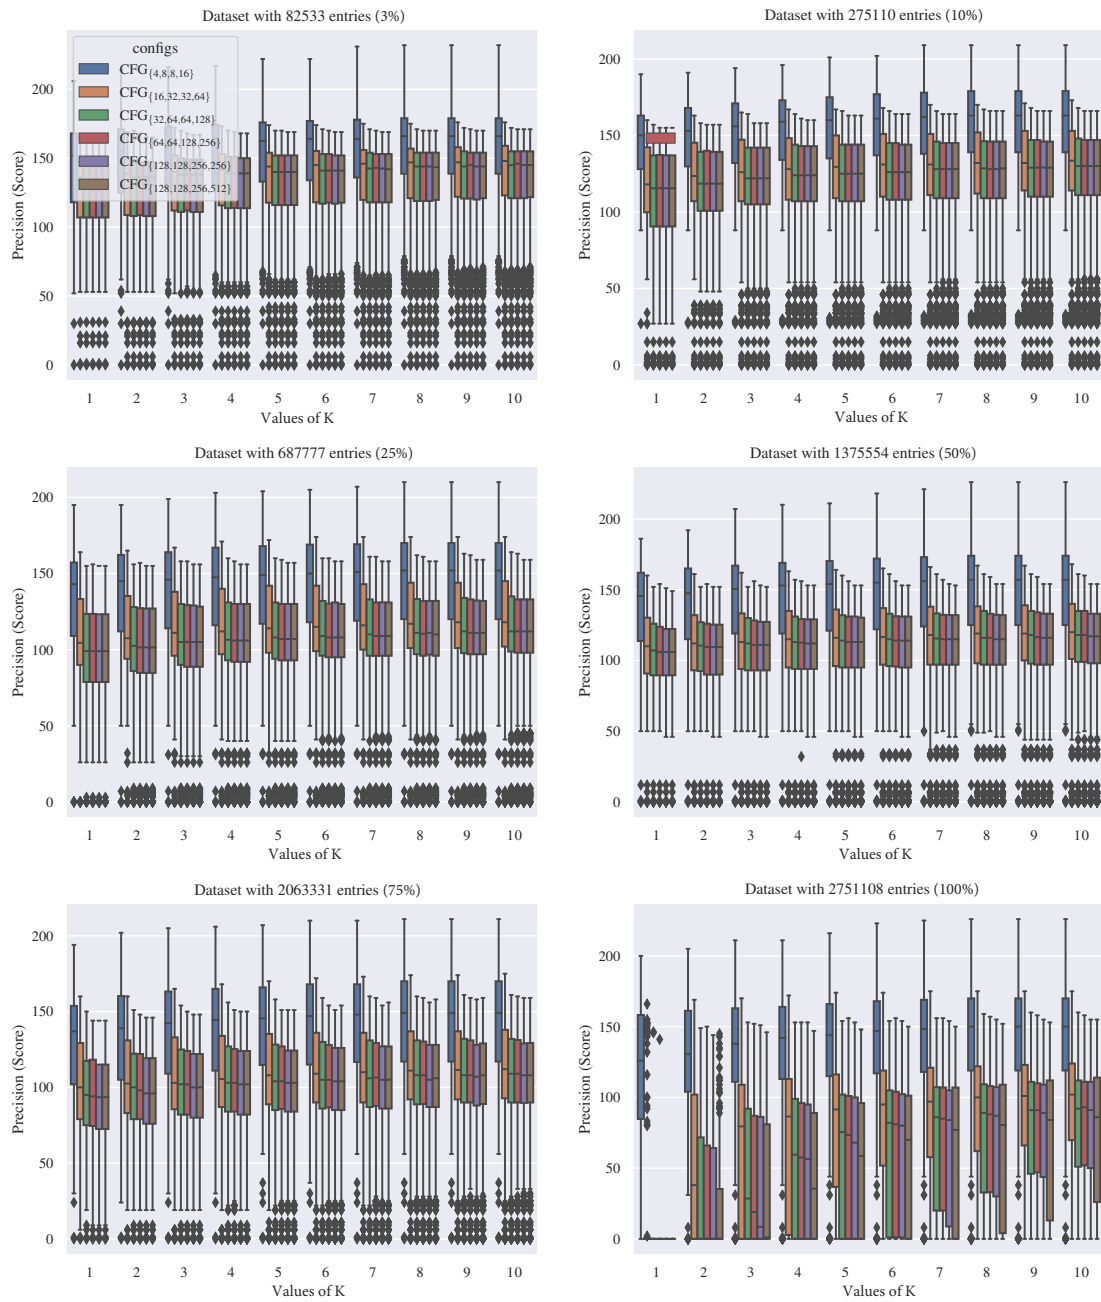 Dataset with 82533 entries (3%)
Precision (Score)
200
150
100
50
0
configs
CFG{4,8,8,16}
CFG{16,32,32,64}
CFG{32,64,64,128}
CFG{64,64,128,256}
CFG{128,128,256,256}
CFG{128,128,256,512}
1 2 3 4 5 6 7 8 9 10
Values of K
Dataset with 275110 entries (10%)
Precision (Score)
200
150
100
50
0
1 2 3 4 5 6 7 8 9 10
Values of K
Dataset with 687777 entries (25%)
Precision (Score)
200
150
100
50
0
1 2 3 4 5 6 7 8 9 10
Values of K
Dataset with 1375554 entries (50%)
Precision (Score)
200
150
100
50
0
1 2 3 4 5 6 7 8 9 10
Values of K
Dataset with 2063331 entries (75%)
Precision (Score)
200
150
100
50
0
1 2 3 4 5 6 7 8 9 10
Values of K
Dataset with 2751108 entries (100%)
Precision (Score)
200
150
100
50
0
1 2 3 4 5 6 7 8 9 10
Values of K